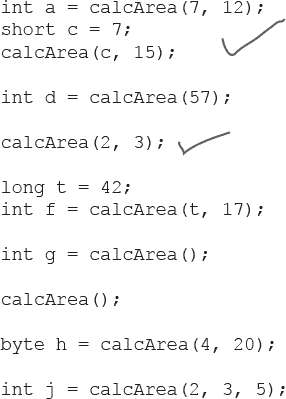 int a = calcArea(7, 12);
short c = 7;
calcArea(c, 15);
int d = calcArea(57);
calcArea(2, 3);
long t = 42;
int f = calcArea(t, 17);
int g = calcArea();
calcArea();
byte h = calcArea(4, 20);
int j = calcArea(2, 3, 5);